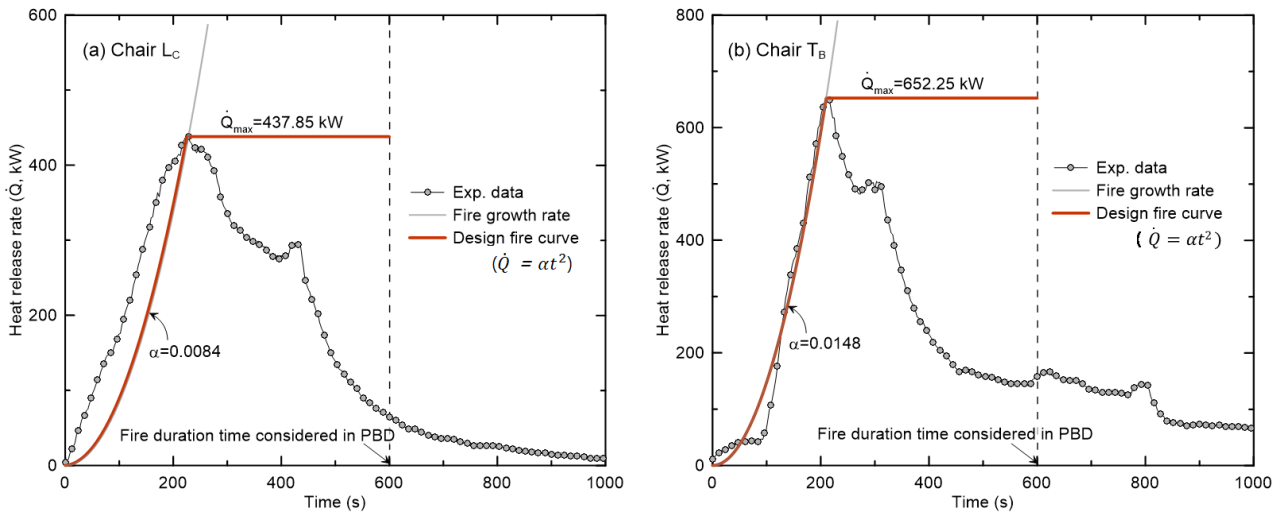 (a) Chair L_C
Q̇_max=437.85 kW
Exp. data
Fire growth rate
Design fire curve
(Q̇ = αt²)
α=0.0084
Fire duration time considered in PBD
Heat release rate (Q̇, kW)
600
400
200
0
0 200 400 600 800 1000
Time (s)
(b) Chair T_B
Q̇_max=652.25 kW
Exp. data
Fire growth rate
Design fire curve
( Q̇ = αt²)
α=0.0148
Fire duration time considered in PBD
Heat release rate (Q̇, kW)
800
600
400
200
0
0 200 400 600 800 1000
Time (s)